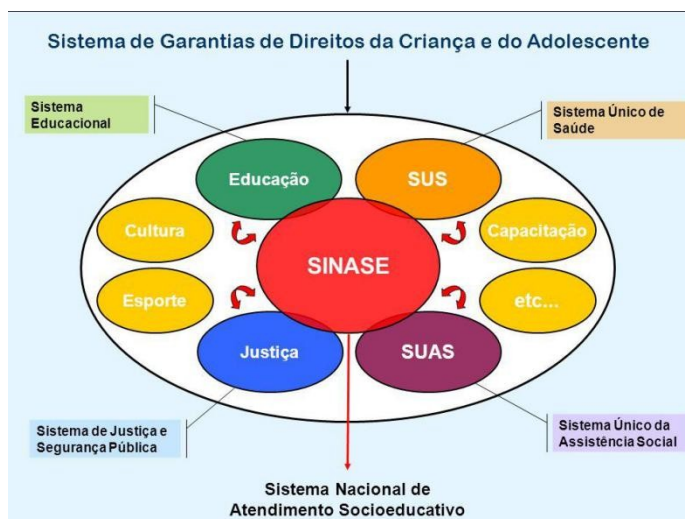 Sistema de Garantias de Direitos da Criança e do Adolescente
Sistema
Educacional
Sistema Único de
Saúde
Educação
SUS
Cultura
Capacitação
SINASE
Esporte
etc...
Justiça
SUAS
Sistema de Justiça e
Segurança Pública
Sistema Único da
Assistência Social
Sistema Nacional de
Atendimento Socioeducativo